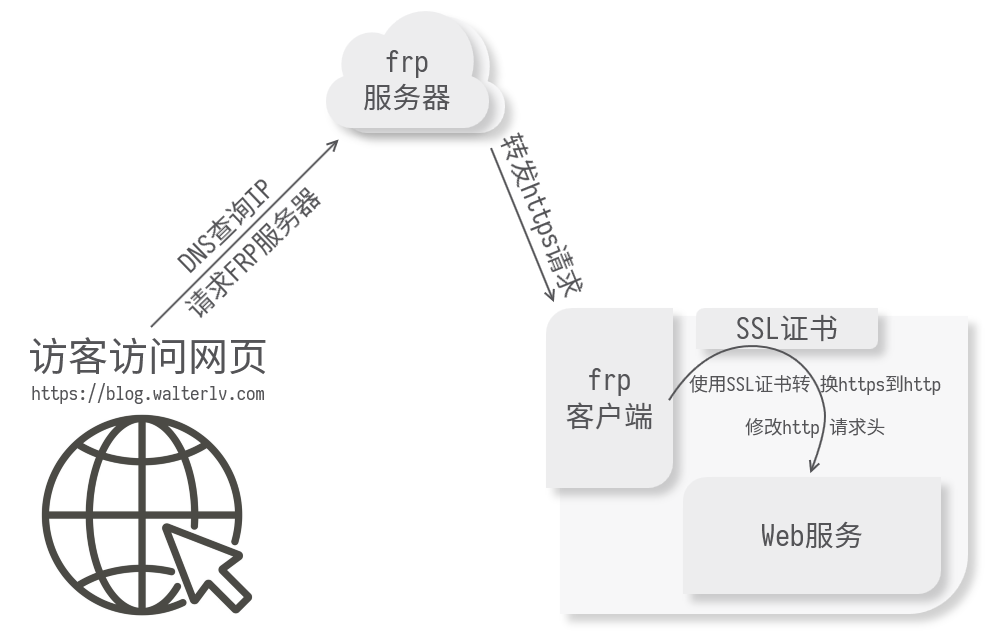 frp
服务器
DNS查询IP
请求FRP服务器
转发https请求
访客访问网页
https://blog.walterlv.com
SSL证书
frp
客户端
使用SSL证书转 换https到http
修改http 请求头
Web服务